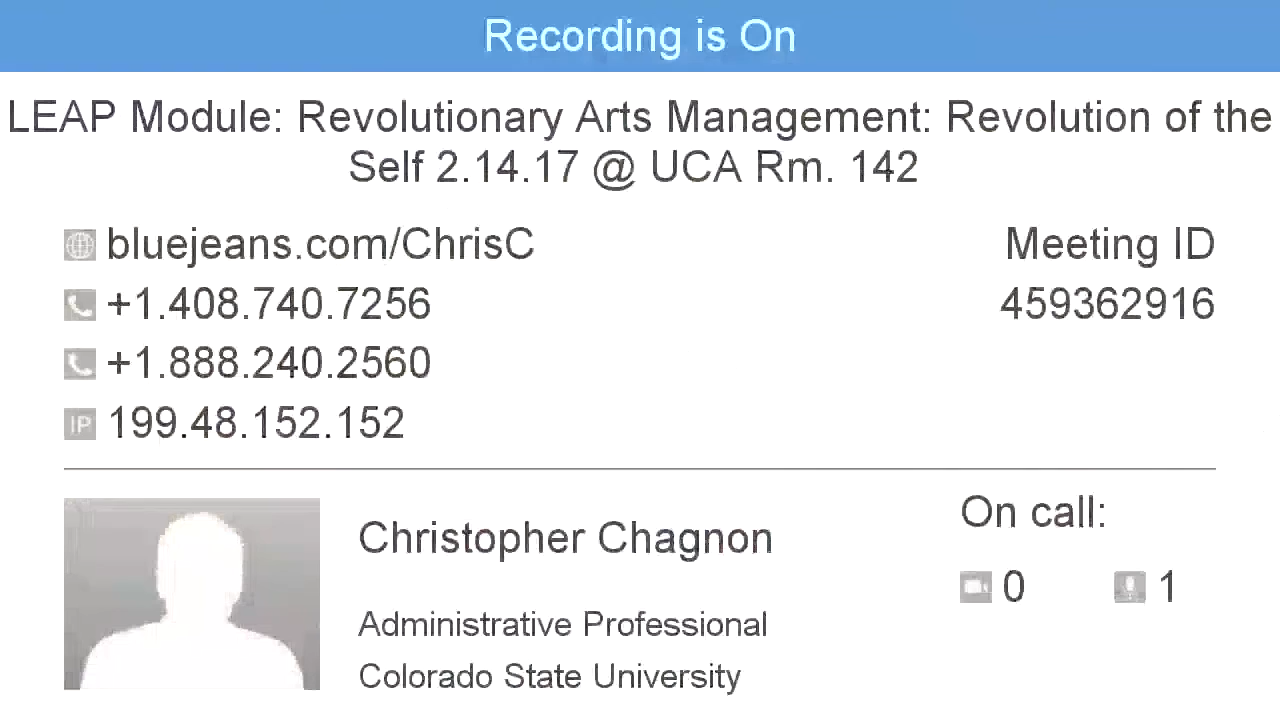 Recording is On
LEAP Module: Revolutionary Arts Management: Revolution of the
Self 2.14.17 @ UCA Rm. 142
bluejeans.com/ChrisC
Meeting ID
+1.408.740.7256
459362916
+1.888.240.2560
IP 199.48.152.152
Christopher Chagnon
On call:
0 1
Administrative Professional
Colorado State University